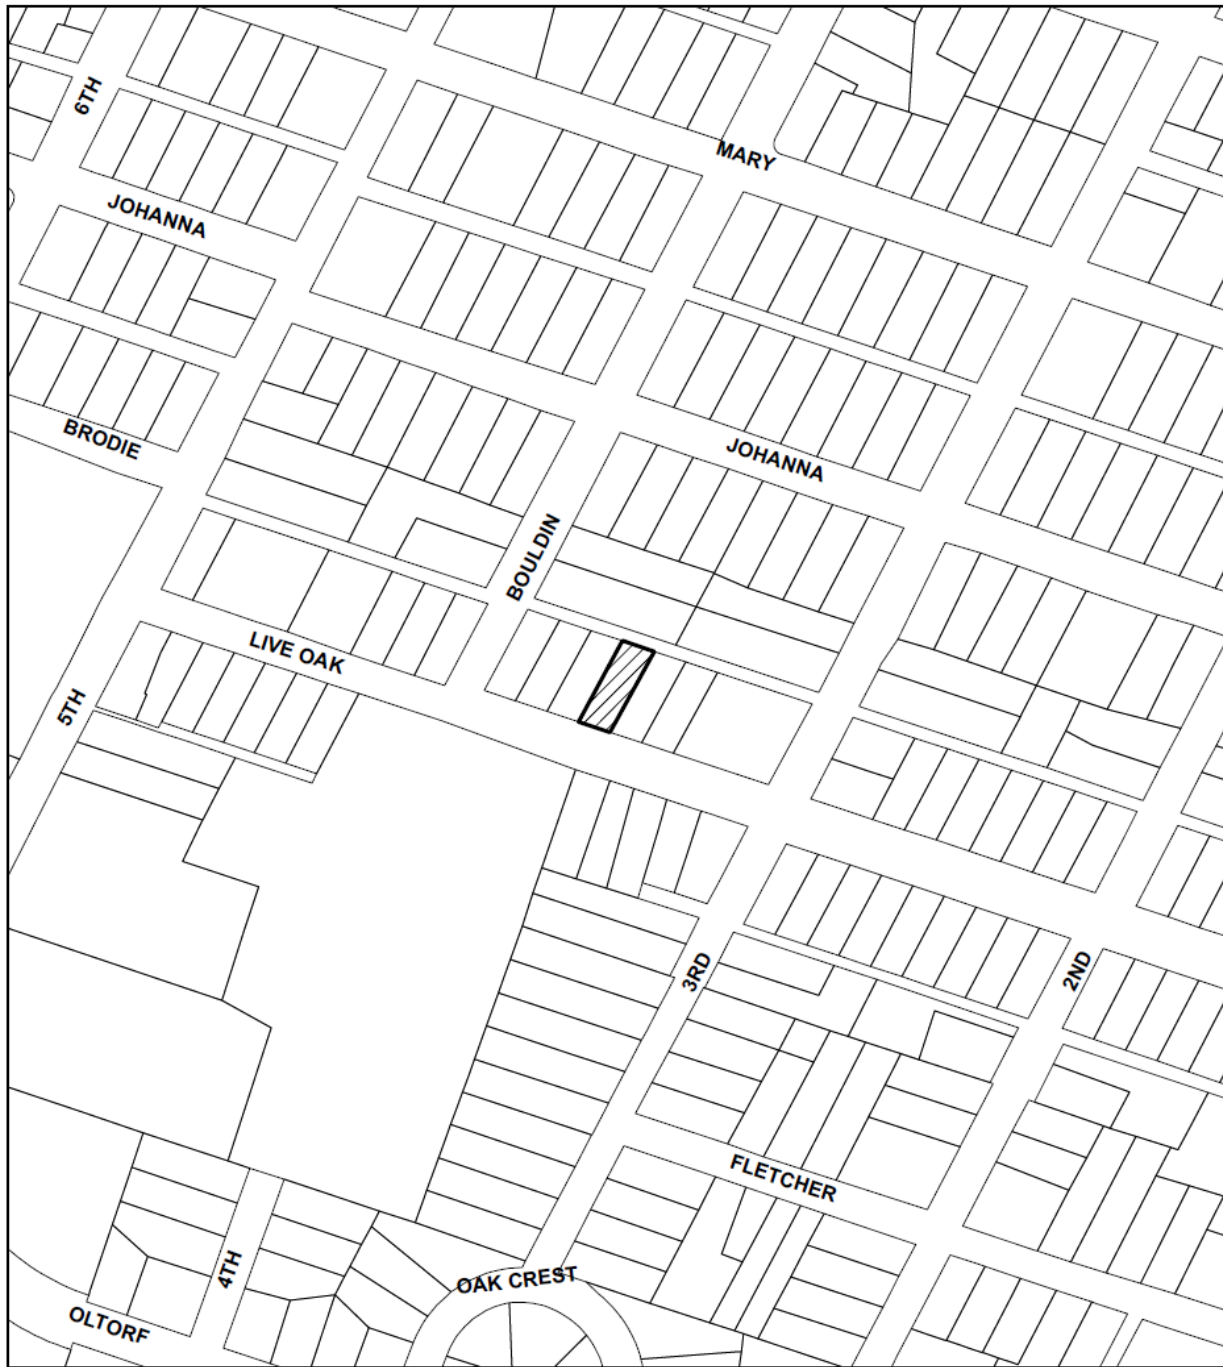 6TH
MARY
JOHANNA
BRODIE
JOHANNA
BOULDIN
LIVE OAK
5TH
3RD
2ND
FLETCHER
4TH
OAK CREST
OLTORF